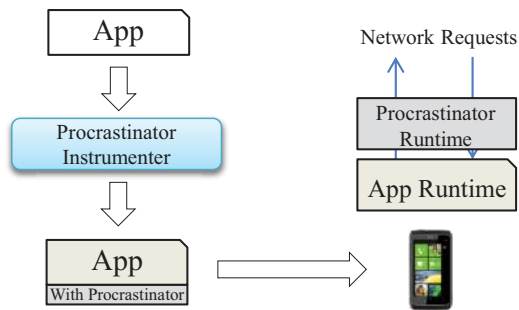 App
Network Requests
Procrastinator
Instrumenter
Procrastinator
Runtime
App Runtime
App
With Procrastinator